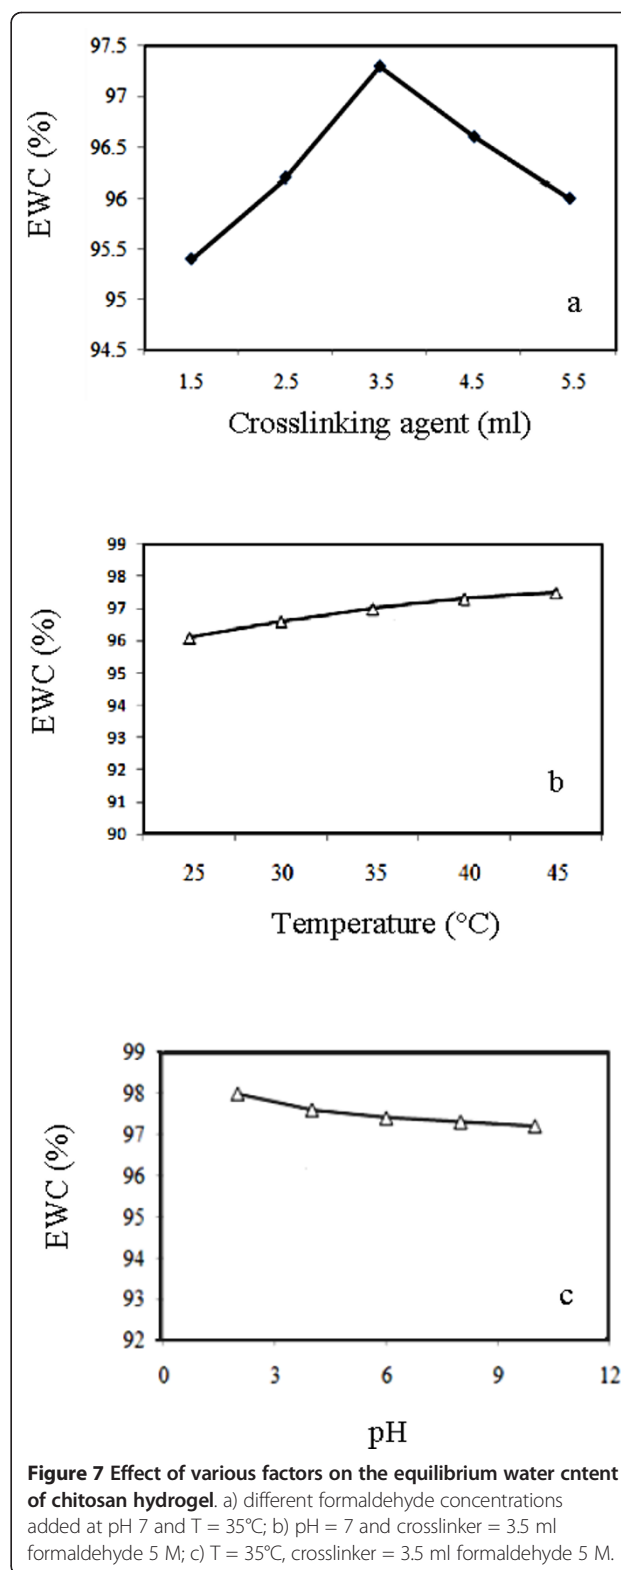 97.5
97
96.5
96
95.5
95
94.5
EWC (%)
a
1.5 2.5 3.5 4.5 5.5
Crosslinking agent (ml)
99
98
97
96
95
94
93
92
91
90
EWC (%)
b
25 30 35 40 45
Temperature (°C)
99
98
97
96
95
94
93
92
EWC (%)
c
0 3 6 9 12
pH
Figure 7 Effect of various factors on the equilibrium water cntent
of chitosan hydrogel. a) different formaldehyde concentrations
added at pH 7 and T = 35°C; b) pH = 7 and crosslinker = 3.5 ml
formaldehyde 5 M; c) T = 35°C, crosslinker = 3.5 ml formaldehyde 5 M.